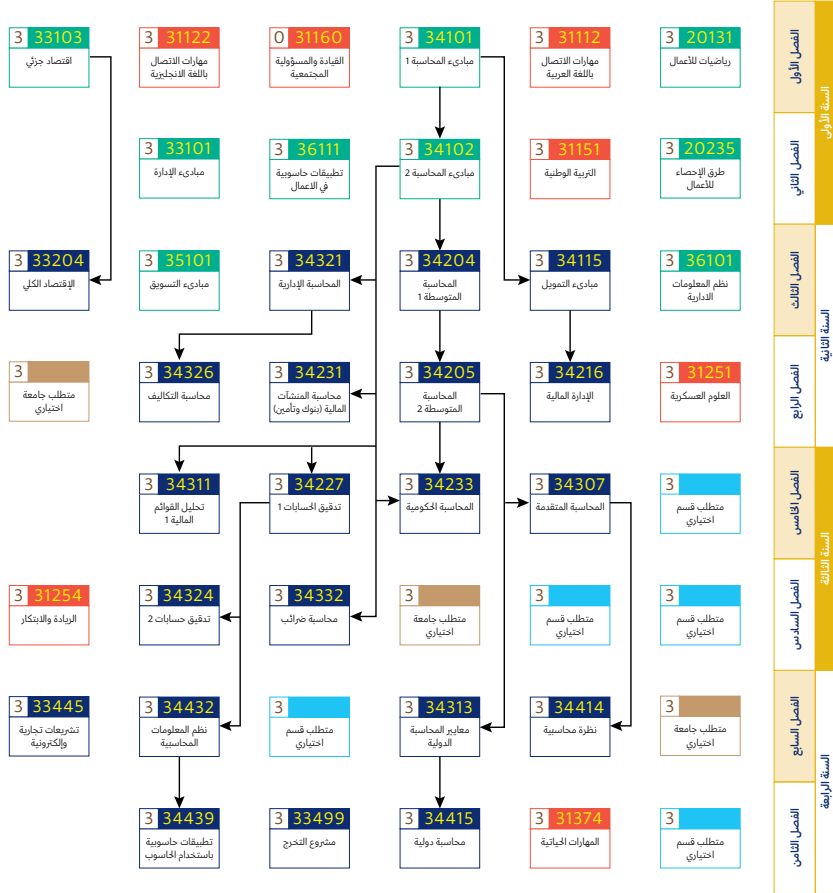 السنة الأولى
الفصل الأول
3 20131
رياضيات للأعمال
3 31112
مهارات الاتصال
باللغة العربية
3 34101
مبادىء المحاسبة 1
0 31160
القيادة والمسؤولية
المجتمعية
3 31122
مهارات الاتصال
باللغة الانجليزية
3 33103
اقتصاد جزئي
الفصل الثاني
3 20235
طرق الإحصاء
للأعمال
3 31151
التربية الوطنية
3 34102
مبادىء المحاسبة 2
3 36111
تطبيقات حاسوبية
في الاعمال
3 33101
مبادىء الإدارة
السنة الثانية
الفصل الثالث
3 36101
نظم المعلومات
الادارية
3 34115
مبادىء التمويل
3 34204
المحاسبة
المتوسطة 1
3 34321
المحاسبة الإدارية
3 35101
مبادىء التسويق
3 33204
الإقتصاد الكلي
الفصل الرابع
3 31251
العلوم العسكرية
3 34216
الإدارة المالية
3 34205
المحاسبة
المتوسطة 2
3 34231
محاسبة المنشآت
المالية (بنوك وتأمين)
3 34326
محاسبة التكاليف
3
متطلب جامعة
اختياري
السنة الثالثة
الفصل الخامس
3
متطلب قسم
اختياري
3 34307
المحاسبة المتقدمة
3 34233
المحاسبة الحكومية
3 34227
تدقيق الحسابات 1
3 34311
تحليل القوائم
المالية 1
الفصل السادس
3
متطلب قسم
اختياري
3
متطلب قسم
اختياري
3
متطلب جامعة
اختياري
3 34332
محاسبة ضرائب
3 34324
تدقيق حسابات 2
3 31254
الريادة والابتكار
السنة الرابعة
الفصل السابع
3
متطلب جامعة
اختياري
3 34414
نظرة محاسبية
3 34313
معايير المحاسبة
الدولية
3
متطلب قسم
اختياري
3 34432
نظم المعلومات
المحاسبية
3 33445
تشريعات تجارية
وإلكترونية
الفصل الثامن
3
متطلب قسم
اختياري
3 31374
المهارات الحياتية
3 34415
محاسبة دولية
3 33499
مشروع التخرج
3 34439
تطبيقات حاسوبية
باستخدام الحاسوب